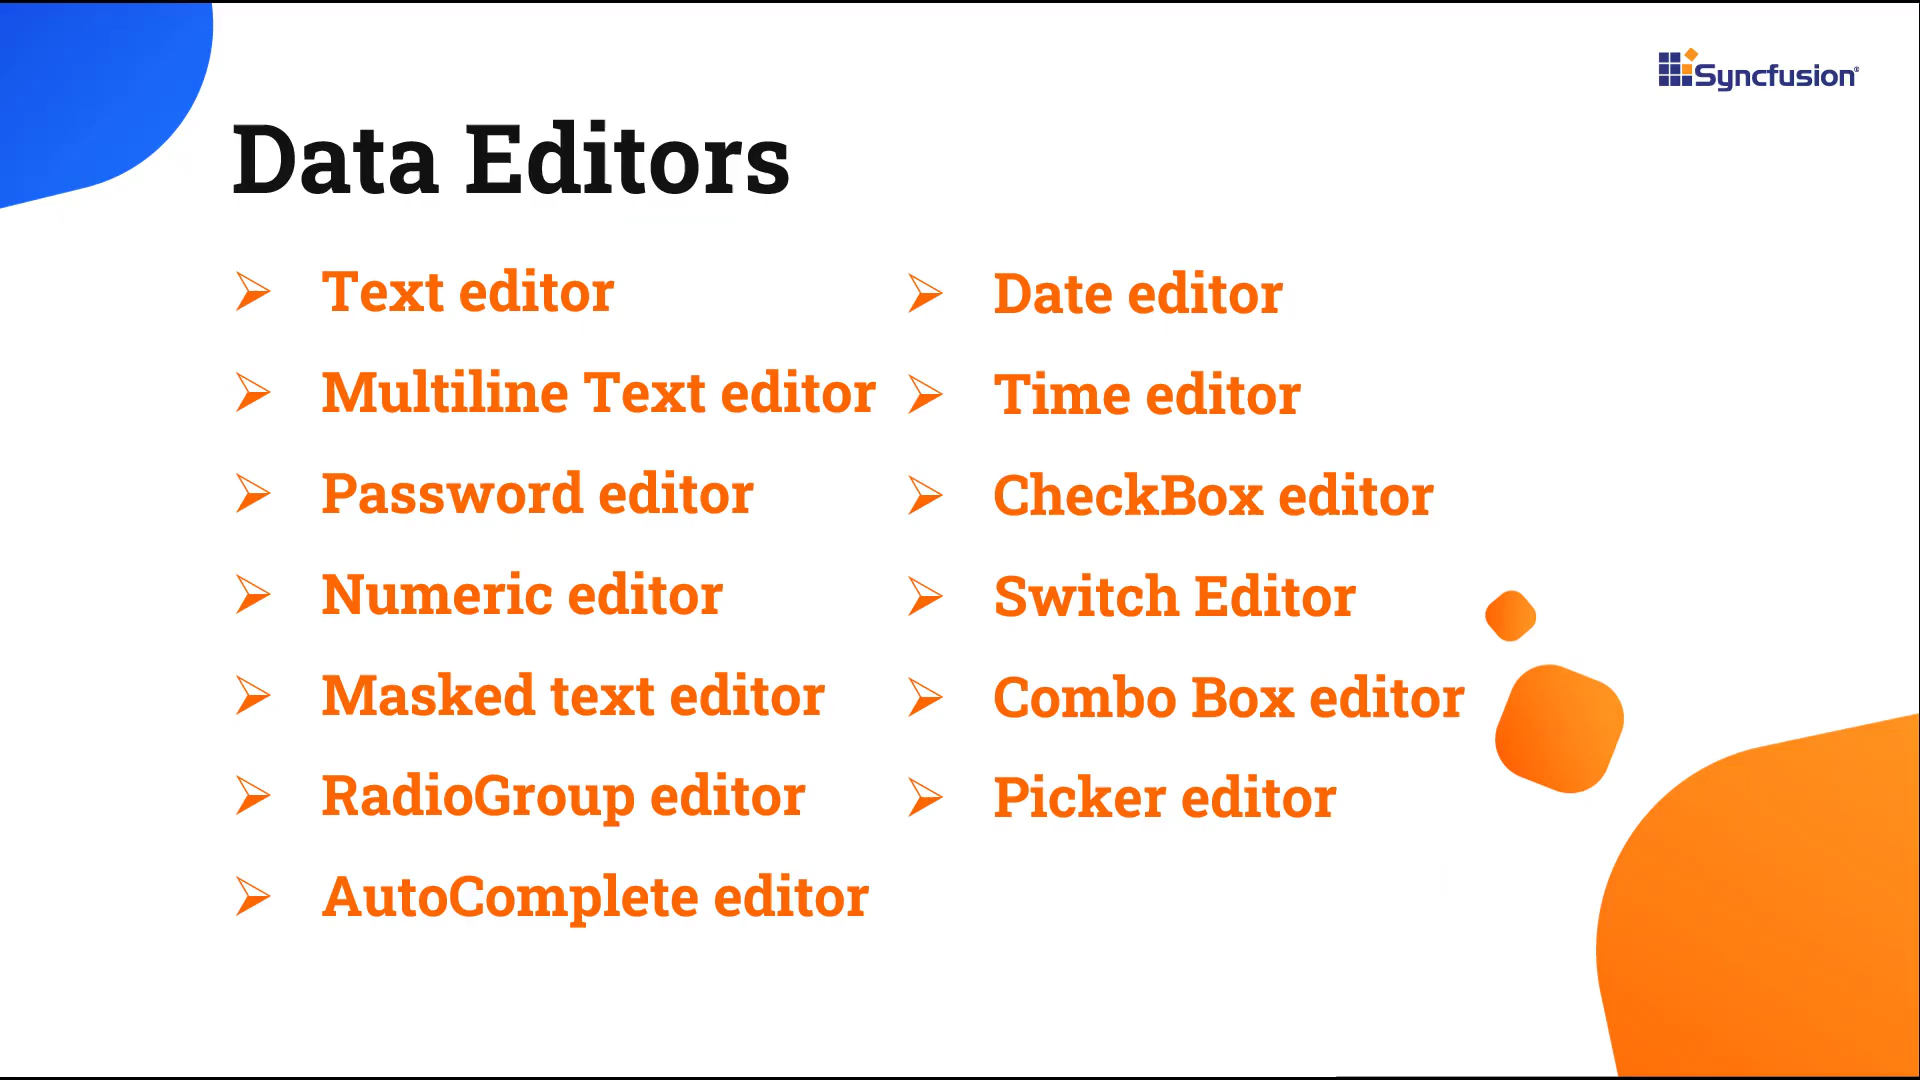 Syncfusion®
Data Editors
Text editor
Multiline Text editor
Password editor
Numeric editor
Masked text editor
RadioGroup editor
AutoComplete editor
Date editor
Time editor
CheckBox editor
Switch Editor
Combo Box editor
Picker editor